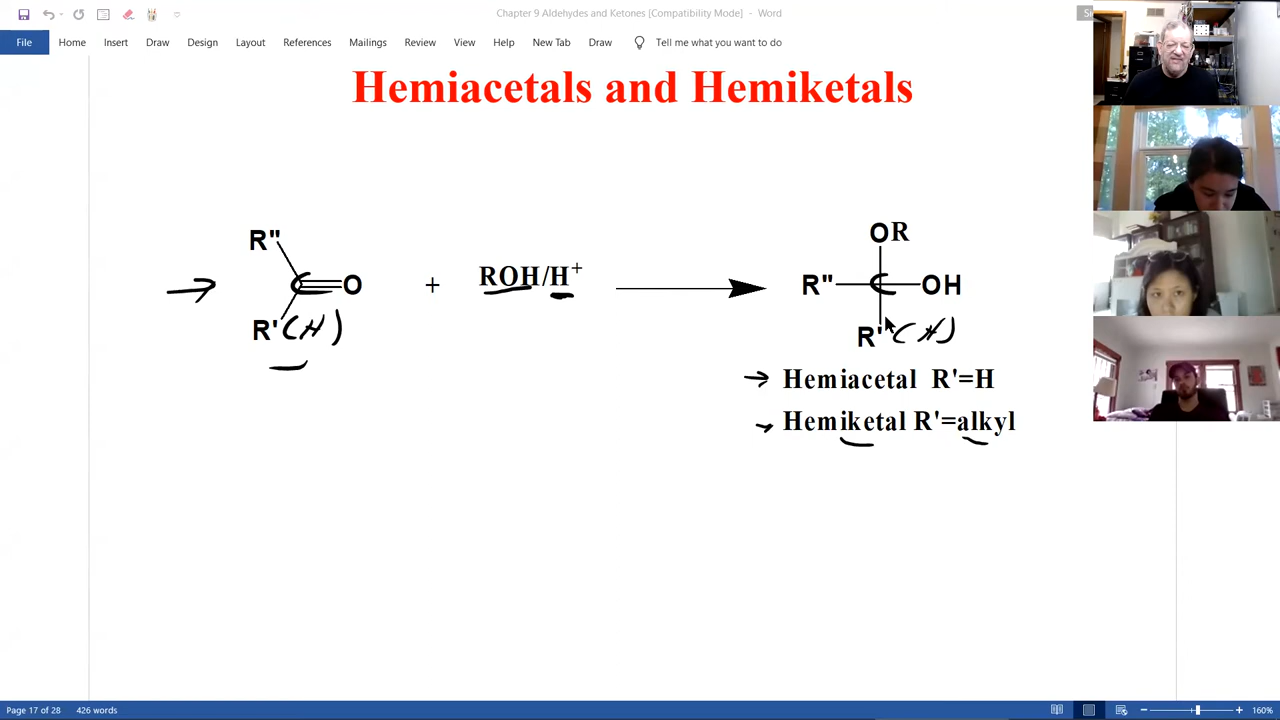 Chapter 9 Aldehydes and Ketones [Compatibility Mode] - Word
File Home Insert Draw Design Layout References Mailings Review View Help New Tab Draw Tell me what you want to do
Hemiacetals and Hemiketals
OR
R"
R" C=O + ROH/H+ R" C OH
R'(H) R'(H)
Hemiacetal R'=H
Hemiketal R'=alkyl
Page 17 of 28 426 words 160%